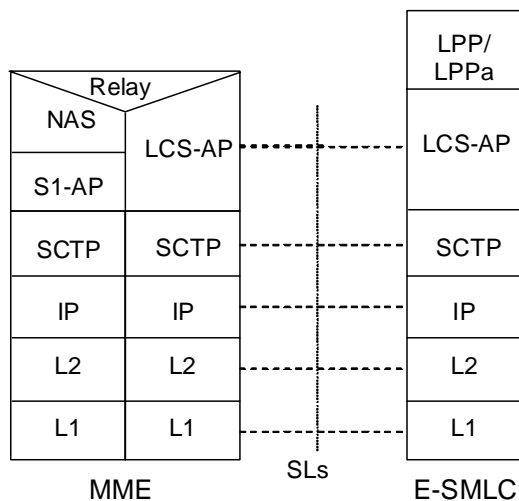 LPP/
LPPa
Relay
NAS
LCS-AP
LCS-AP
S1-AP
SCTP
SCTP
SCTP
IP
IP
IP
L2
L2
L2
L1
L1
L1
SLs
MME
E-SMLC